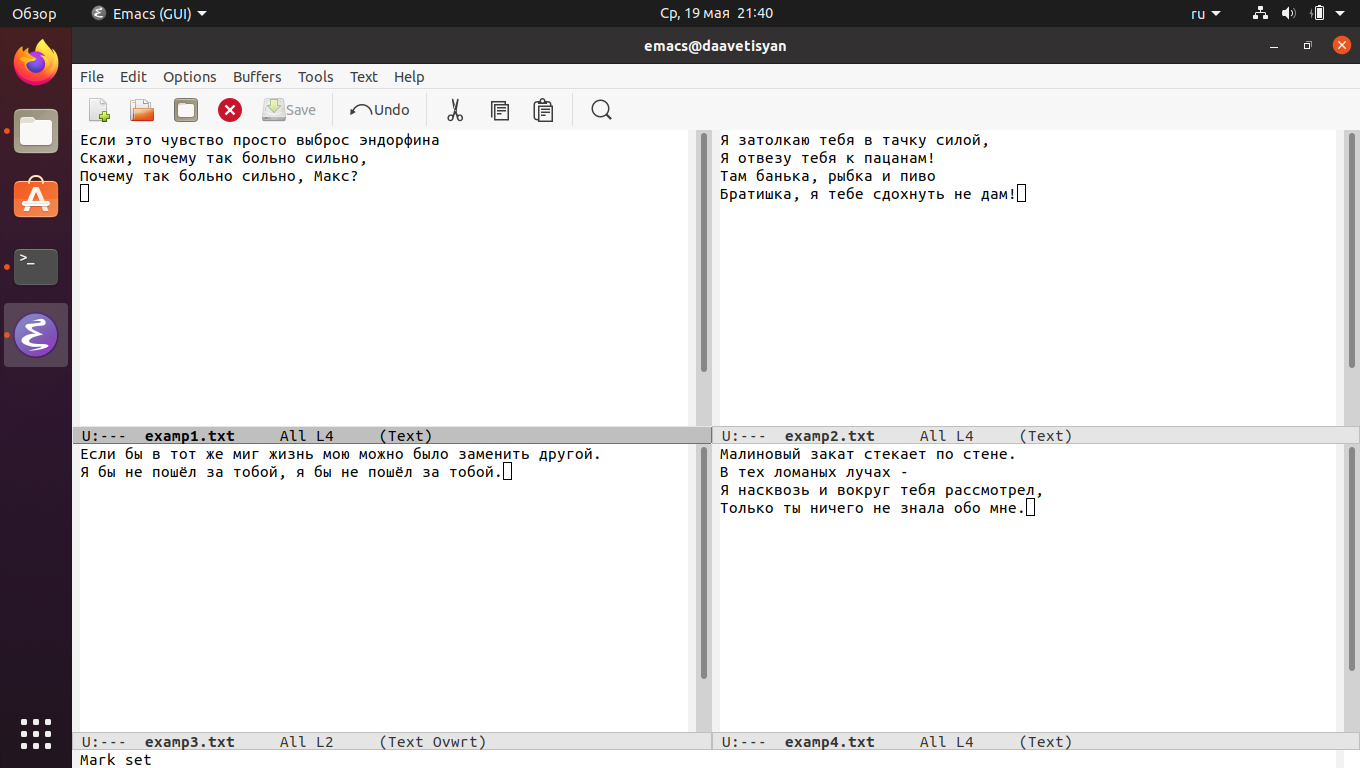 Обзор Emacs (GUI) Ср, 19 мая 21:40 ru
emacs@daavetisyan
File Edit Options Buffers Tools Text Help
Save Undo
Если это чувство просто выброс эндорфина
Скажи, почему так больно сильно,
Почему так больно сильно, Макс?
U:--- examp1.txt All L4 (Text)
Я затолкаю тебя в тачку силой,
Я отвезу тебя к пацанам!
Там банька, рыбка и пиво
Братишка, я тебе сдохнуть не дам!
U:--- examp2.txt All L4 (Text)
Если бы в тот же миг жизнь мою можно было заменить другой.
Я бы не пошёл за тобой, я бы не пошёл за тобой.
U:--- examp3.txt All L2 (Text Ovwrt)
Малиновый закат стекает по стене.
В тех ломаных лучах -
Я насквозь и вокруг тебя рассмотрел,
Только ты ничего не знала обо мне.
U:--- examp4.txt All L4 (Text)
Mark set